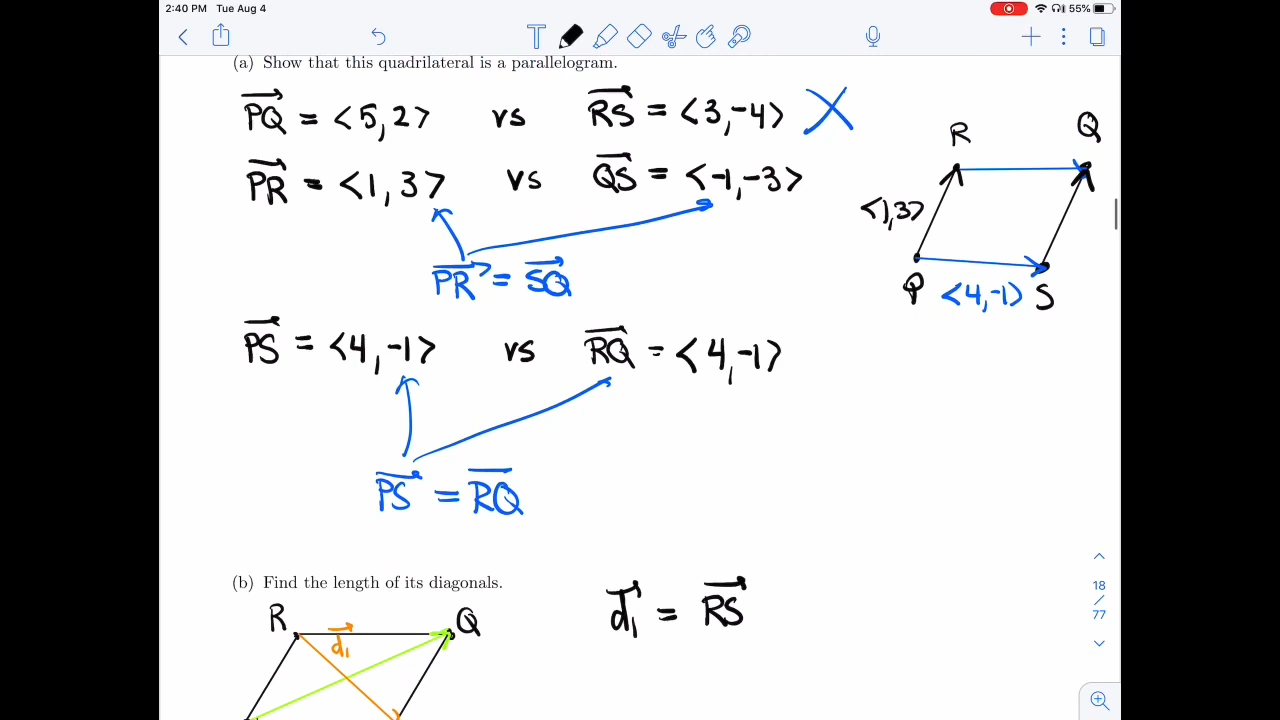 2:40 PM Tue Aug 4
55%
(a) Show that this quadrilateral is a parallelogram.
PQ = <5, 2> vs RS = <3, -4>
PR = <1, 3> vs QS = <-1, -3>
PR = SQ
PS = <4, -1> vs RQ = <4, -1>
PS = RQ
R Q
<1,3>
P <4,-1> S
(b) Find the length of its diagonals.
R Q
d1
d1 = RS
18
/
77